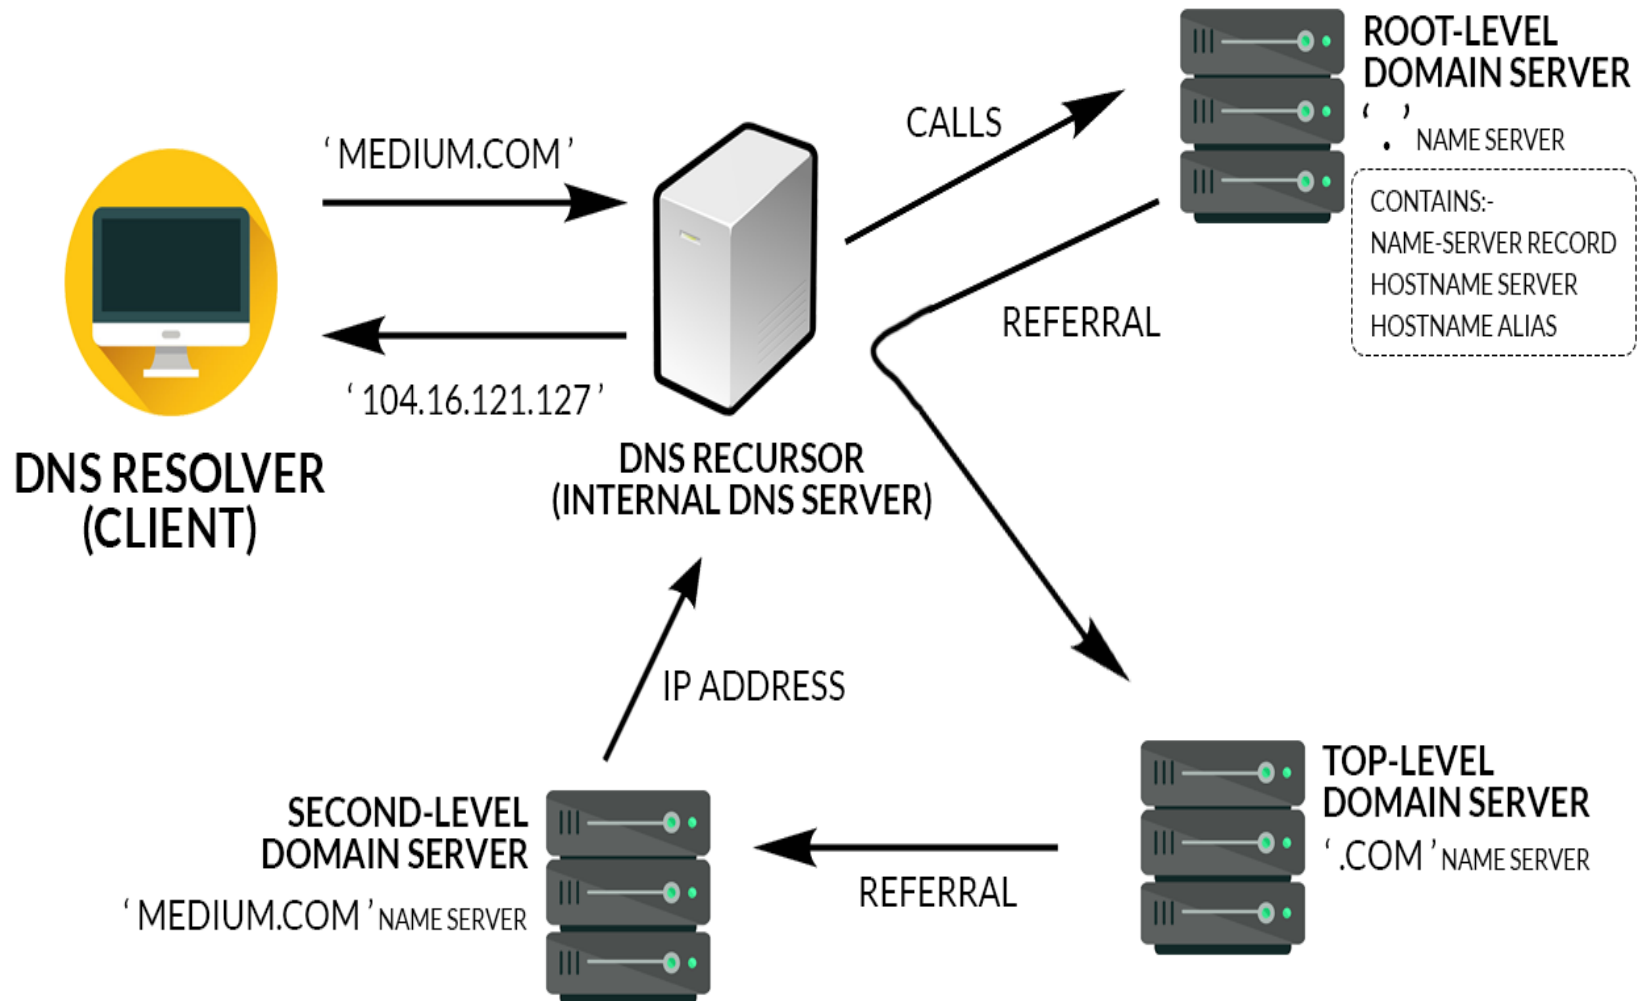 ‘ MEDIUM.COM ’
‘ 104.16.121.127 ’
DNS RESOLVER
(CLIENT)
DNS RECURSOR
(INTERNAL DNS SERVER)
CALLS
REFERRAL
ROOT-LEVEL
DOMAIN SERVER
‘ . ’ NAME SERVER
CONTAINS:-
NAME-SERVER RECORD
HOSTNAME SERVER
HOSTNAME ALIAS
TOP-LEVEL
DOMAIN SERVER
‘ .COM ’ NAME SERVER
REFERRAL
SECOND-LEVEL
DOMAIN SERVER
‘ MEDIUM.COM ’ NAME SERVER
IP ADDRESS